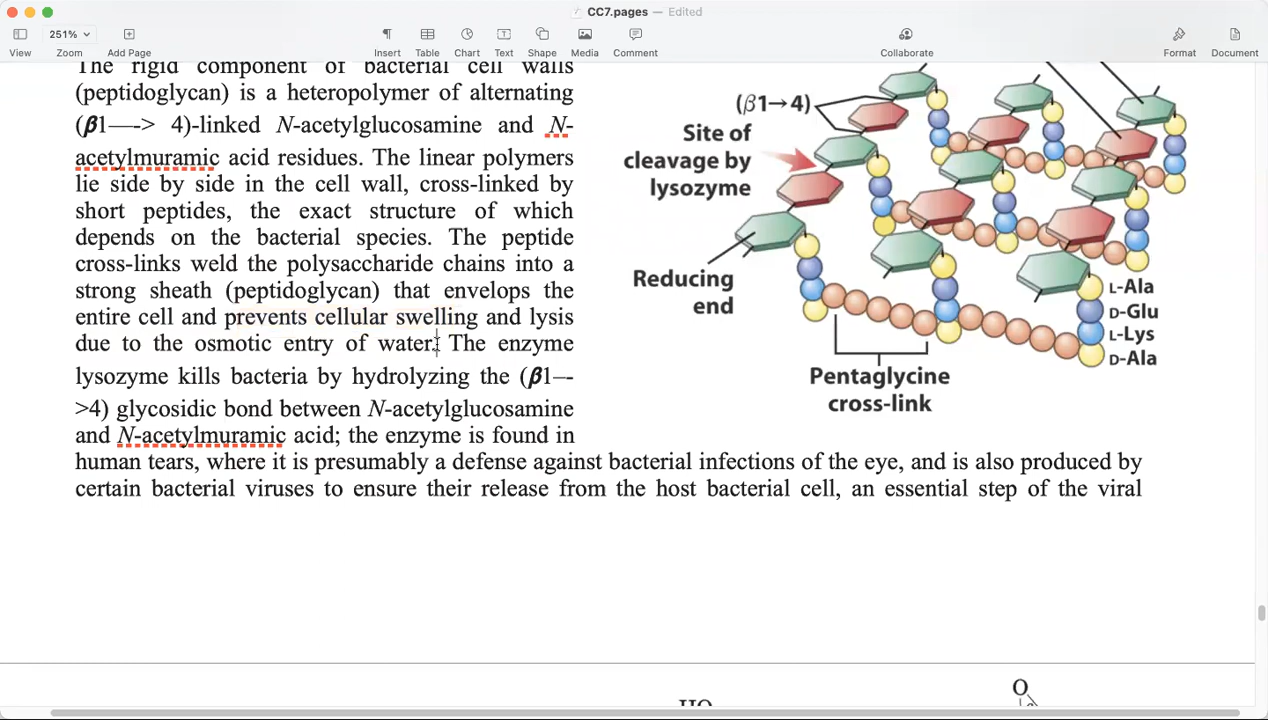 CC7.pages — Edited
251%
View Zoom Add Page Insert Table Chart Text Shape Media Comment Collaborate Format Document
The rigid component of bacterial cell walls
(peptidoglycan) is a heteropolymer of alternating
(β1—-> 4)-linked N-acetylglucosamine and N-
acetylmuramic acid residues. The linear polymers
lie side by side in the cell wall, cross-linked by
short peptides, the exact structure of which
depends on the bacterial species. The peptide
cross-links weld the polysaccharide chains into a
strong sheath (peptidoglycan) that envelops the
entire cell and prevents cellular swelling and lysis
due to the osmotic entry of water. The enzyme
lysozyme kills bacteria by hydrolyzing the (β1—-
>4) glycosidic bond between N-acetylglucosamine
and N-acetylmuramic acid; the enzyme is found in
human tears, where it is presumably a defense against bacterial infections of the eye, and is also produced by
certain bacterial viruses to ensure their release from the host bacterial cell, an essential step of the viral
(β1→4)
Site of
cleavage by
lysozyme
Reducing
end
L-Ala
D-Glu
L-Lys
D-Ala
Pentaglycine
cross-link
HO
O